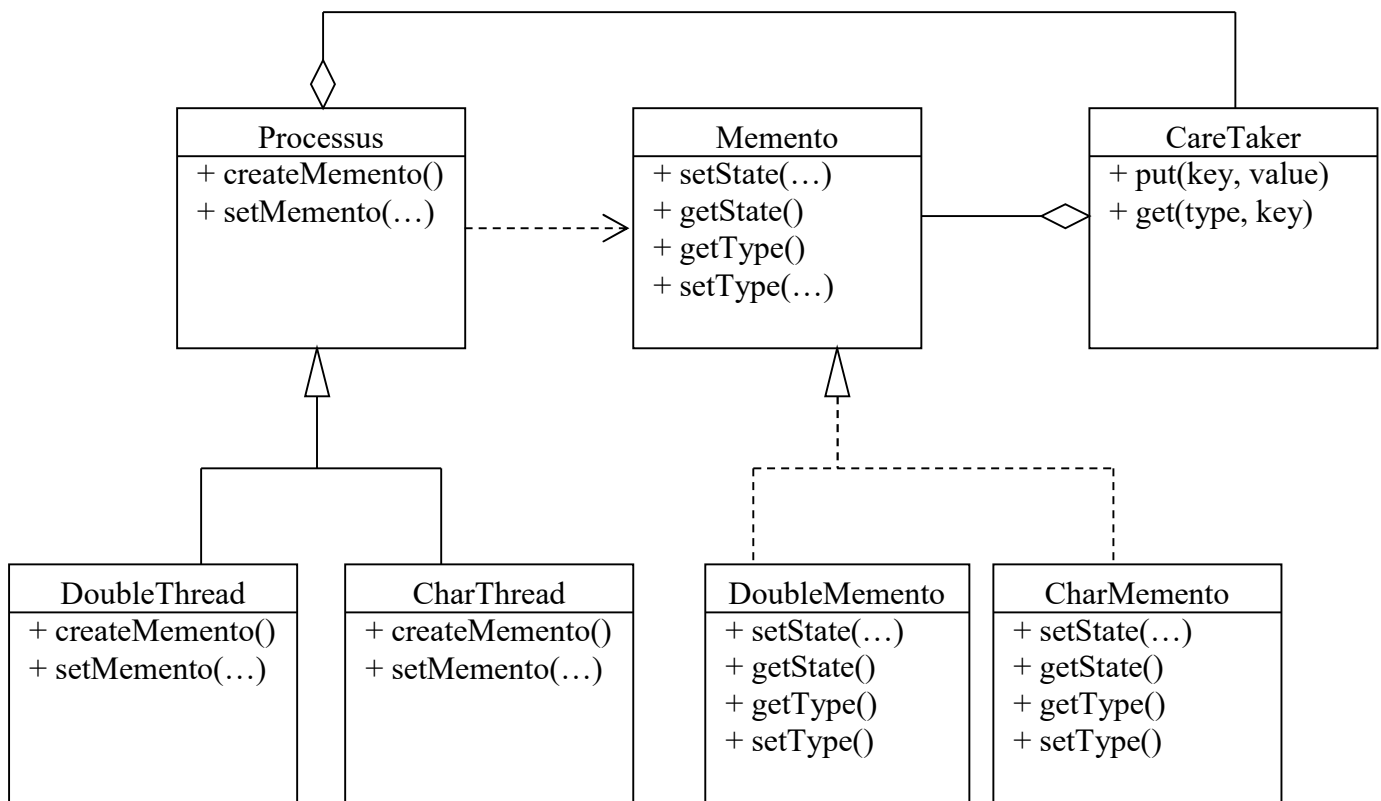 Processus
+ createMemento()
+ setMemento(…)
Memento
+ setState(…)
+ getState()
+ getType()
+ setType(…)
CareTaker
+ put(key, value)
+ get(type, key)
DoubleThread
+ createMemento()
+ setMemento(…)
CharThread
+ createMemento()
+ setMemento(…)
DoubleMemento
+ setState(…)
+ getState()
+ getType()
+ setType()
CharMemento
+ setState(…)
+ getState()
+ getType()
+ setType()